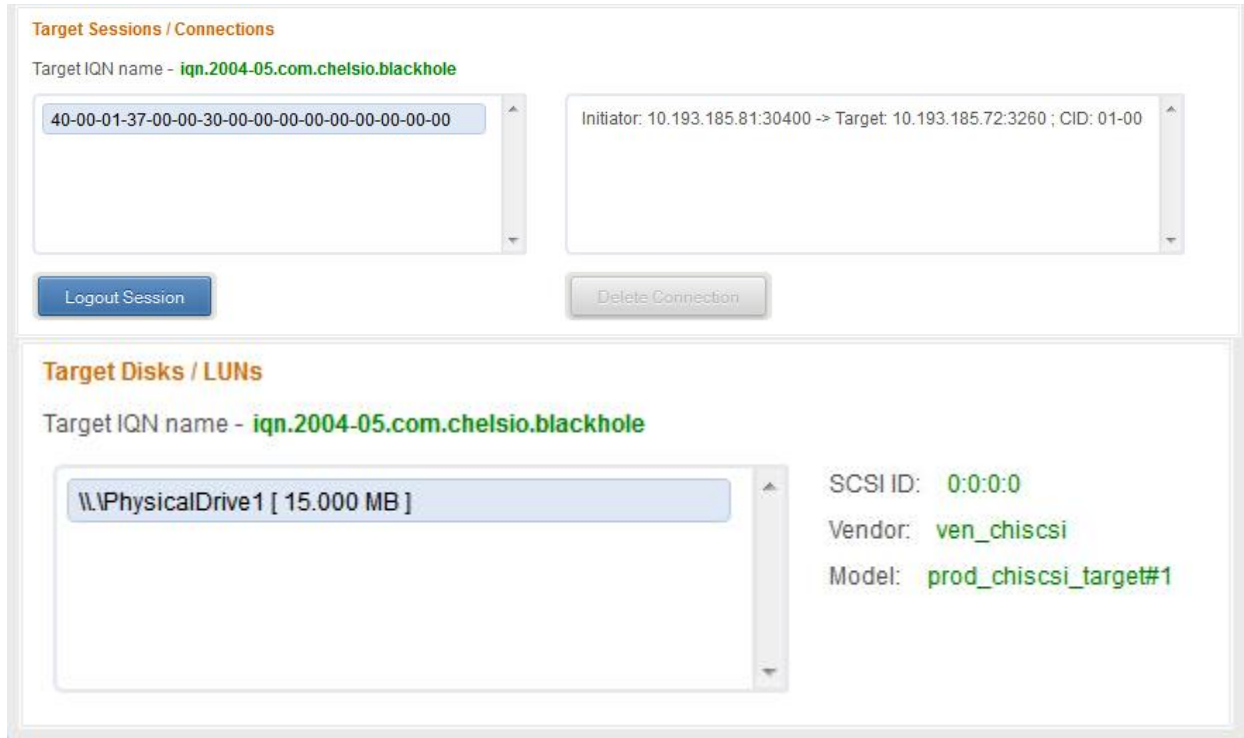 Target Sessions / Connections
Target IQN name - iqn.2004-05.com.chelsio.blackhole
40-00-01-37-00-00-30-00-00-00-00-00-00-00-00-00
Initiator: 10.193.185.81:30400 -> Target: 10.193.185.72:3260 ; CID: 01-00
Logout Session
Delete Connection
Target Disks / LUNs
Target IQN name - iqn.2004-05.com.chelsio.blackhole
\\.\PhysicalDrive1 [ 15.000 MB ]
SCSI ID: 0:0:0:0
Vendor: ven_chiscsi
Model: prod_chiscsi_target#1